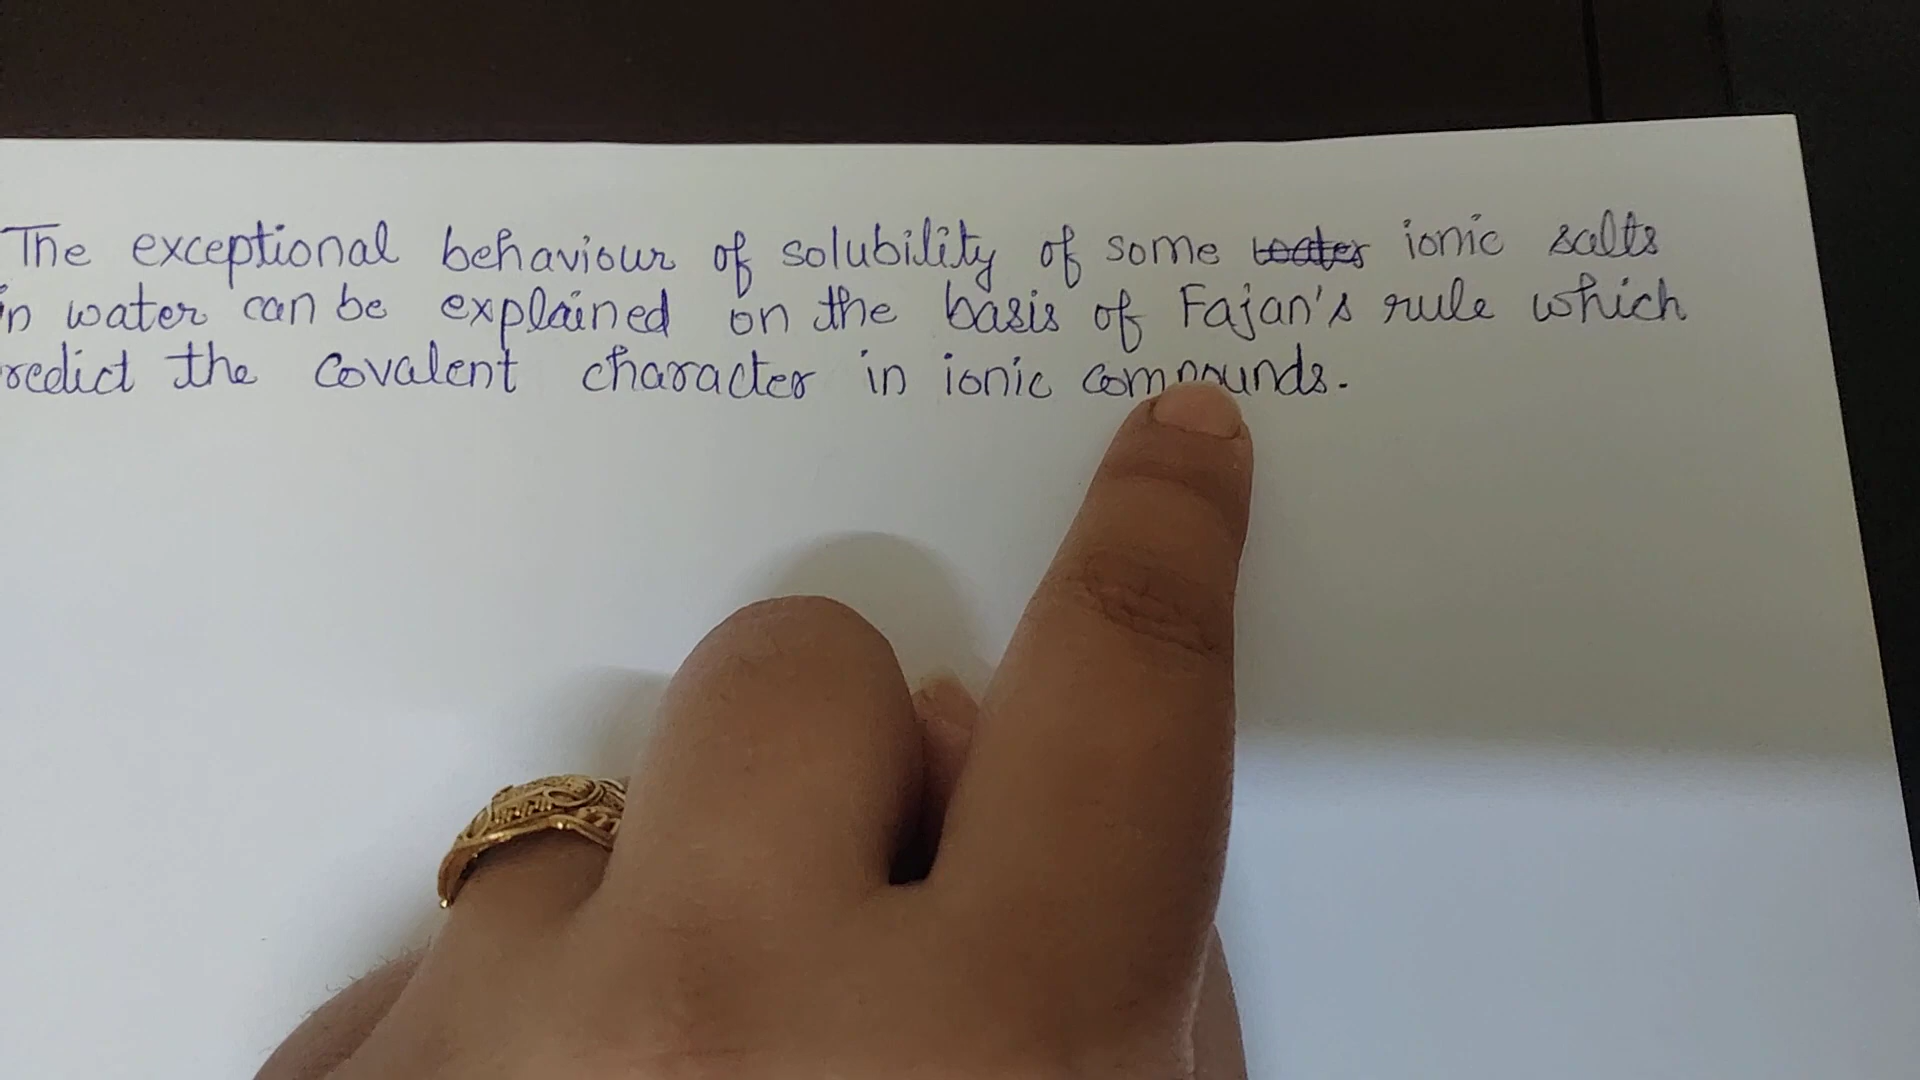 The exceptional behaviour of solubility of some ionic salts
in water can be explained on the basis of Fajan's rule which
redict the covalent character in ionic compounds.